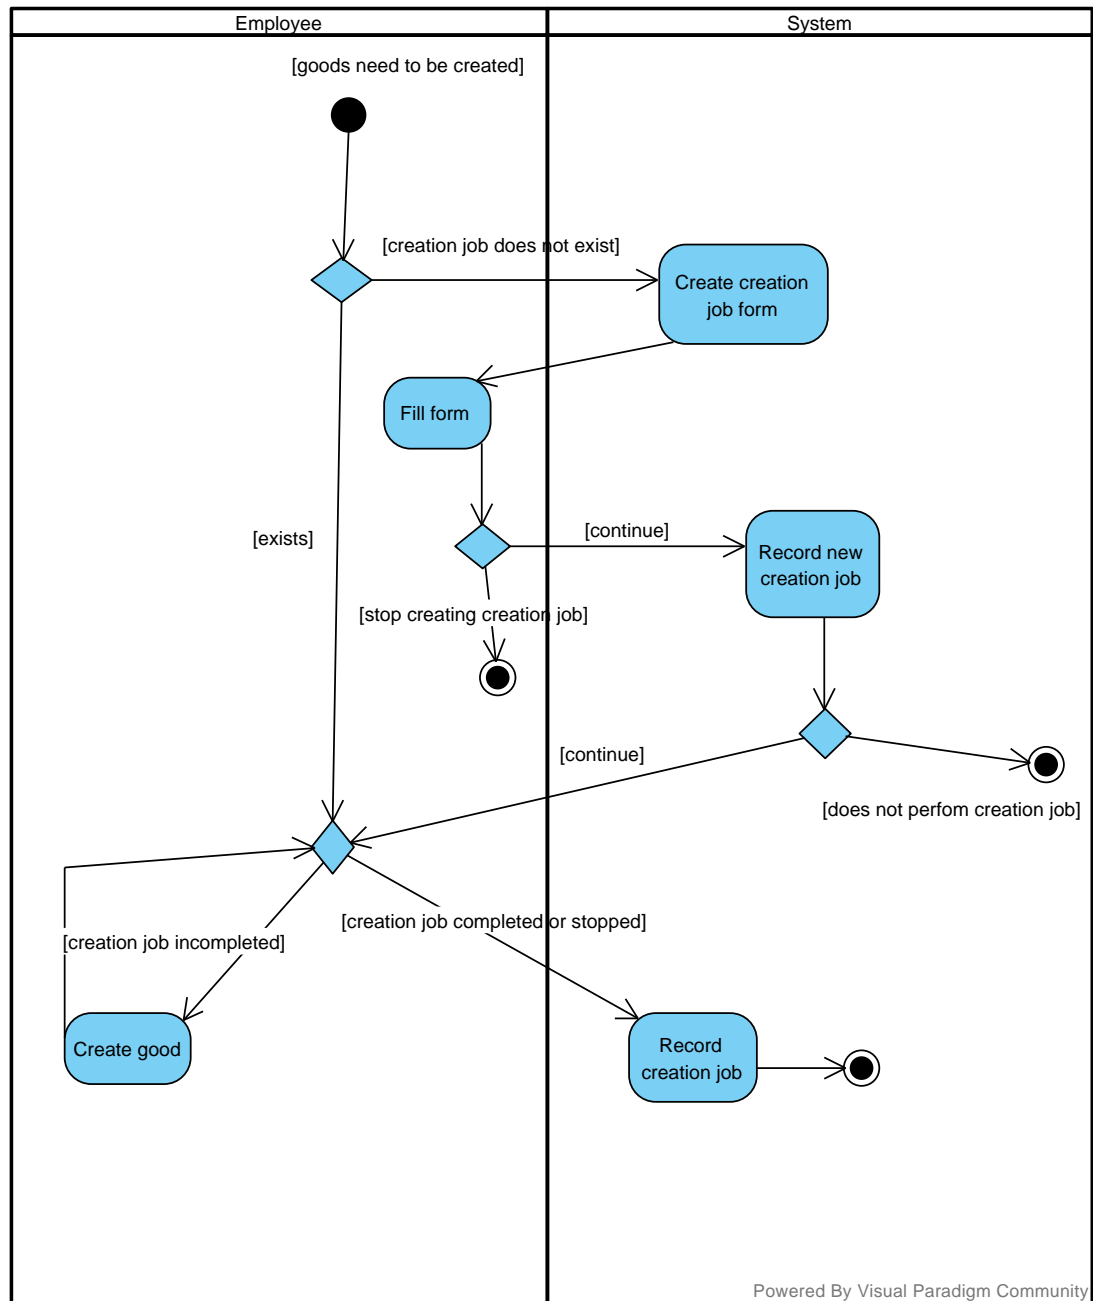 Employee
System
[goods need to be created]
[creation job does not exist]
Create creation
job form
Fill form
[exists]
[continue]
Record new
creation job
[stop creating creation job]
[continue]
[does not perfom creation job]
[creation job completed or stopped]
[creation job incompleted]
Create good
Record
creation job
Powered By Visual Paradigm Community